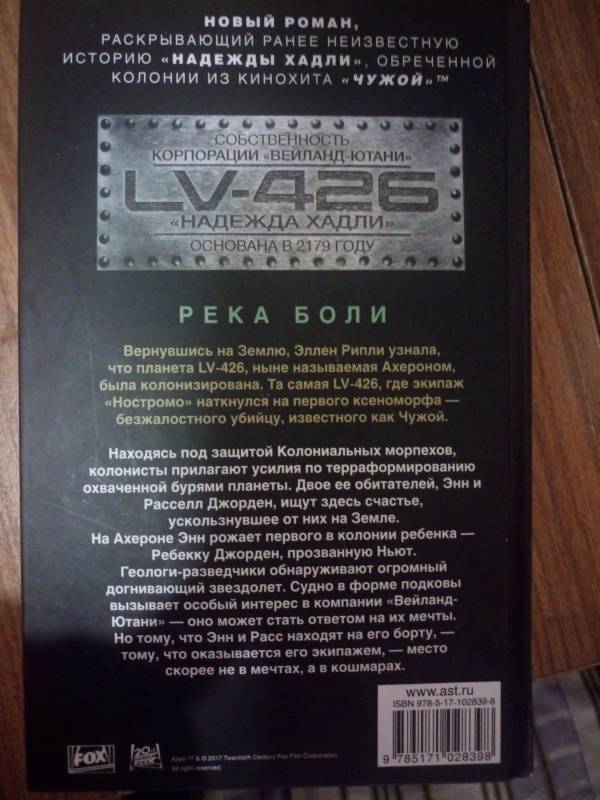 НОВЫЙ РОМАН,
РАСКРЫВАЮЩИЙ РАНЕЕ НЕИЗВЕСТНУЮ
ИСТОРИЮ «НАДЕЖДЫ ХАДЛИ», ОБРЕЧЕННОЙ
КОЛОНИИ ИЗ КИНОХИТА «ЧУЖОЙ»™
СОБСТВЕННОСТЬ
КОРПОРАЦИИ «ВЕЙЛАНД-ЮТАНИ»
LV-426
«НАДЕЖДА ХАДЛИ»
ОСНОВАНА В 2179 ГОДУ
РЕКА БОЛИ
Вернувшись на Землю, Эллен Рипли узнала,
что планета LV-426, ныне называемая Ахероном,
была колонизирована. Та самая LV-426, где экипаж
«Ностромо» наткнулся на первого ксеноморфа —
безжалостного убийцу, известного как Чужой.
Находясь под защитой Колониальных морпехов,
колонисты прилагают усилия по терраформированию
охваченной бурями планеты. Двое ее обитателей, Энн и
Расселл Джорден, ищут здесь счастье,
ускользнувшее от них на Земле.
На Ахероне Энн рожает первого в колонии ребенка —
Ребекку Джорден, прозванную Ньют.
Геологи-разведчики обнаруживают огромный
догнивающий звездолет. Судно в форме подковы
вызывает особый интерес в компании «Вейланд-
Ютани» — оно может стать ответом на их мечты.
Но тому, что Энн и Расс находят на его борту, —
тому, что оказывается его экипажем, — место
скорее не в мечтах, а в кошмарах.
www.ast.ru
ISBN 978-5-17-102839-8
9 785171 028398
FOX
20th
CENTURY
FOX
Alien ™ & © 2017 Twentieth Century Fox Film Corporation.
All rights reserved.